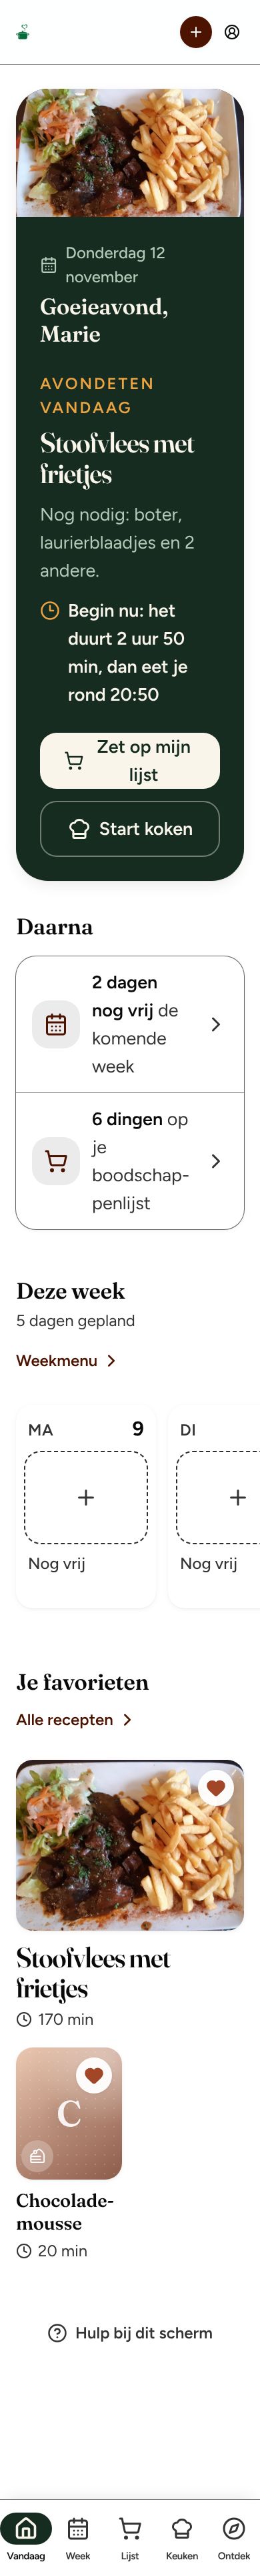 Donderdag 12
november
Goeieavond,
Marie
AVONDETEN
VANDAAG
Stoofvlees met
frietjes
Nog nodig: boter,
laurierblaadjes en 2
andere.
Begin nu: het
duurt 2 uur 50
min, dan eet je
rond 20:50
Zet op mijn
lijst
Start koken
Daarna
2 dagen
nog vrij de
komende
week
6 dingen op
je
boodschap-
penlijst
Deze week
5 dagen gepland
Weekmenu
MA 9
Nog vrij
DI
Nog vrij
Je favorieten
Alle recepten
Stoofvlees met
frietjes
170 min
C
Chocolade-
mousse
20 min
Hulp bij dit scherm
Vandaag Week Lijst Keuken Ontdek